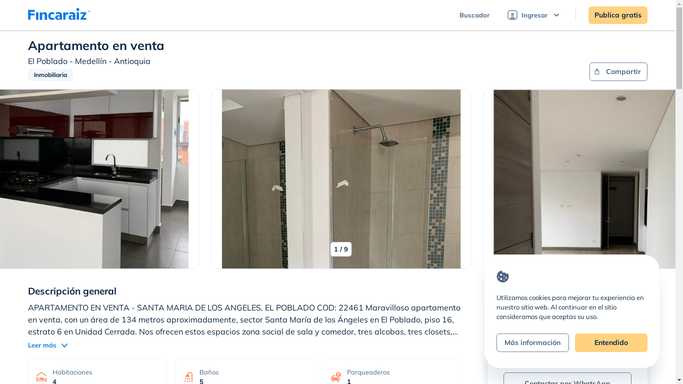 Fincaraiz
Buscador
Ingresar
Publica gratis
Apartamento en venta
El Poblado - Medellín - Antioquia
Inmobiliaria
Compartir
1 / 9
Descripción general
APARTAMENTO EN VENTA - SANTA MARIA DE LOS ANGELES, EL POBLADO COD: 22461 Maravilloso apartamento
en venta, con un área de 134 metros aproximadamente, sector Santa María de los Ángeles en El Poblado, piso 16,
estrato 6 en Unidad Cerrada. Nos ofrecen estos espacios zona social de sala y comedor, tres alcobas, tres closets,...
Leer más
Habitaciones
4
Baños
5
Parqueaderos
1
Utilizamos cookies para mejorar tu experiencia en
nuestro sitio web. Al continuar en el sitio
consideramos que aceptas su uso.
Más información
Entendido
Contactar por WhatsApp